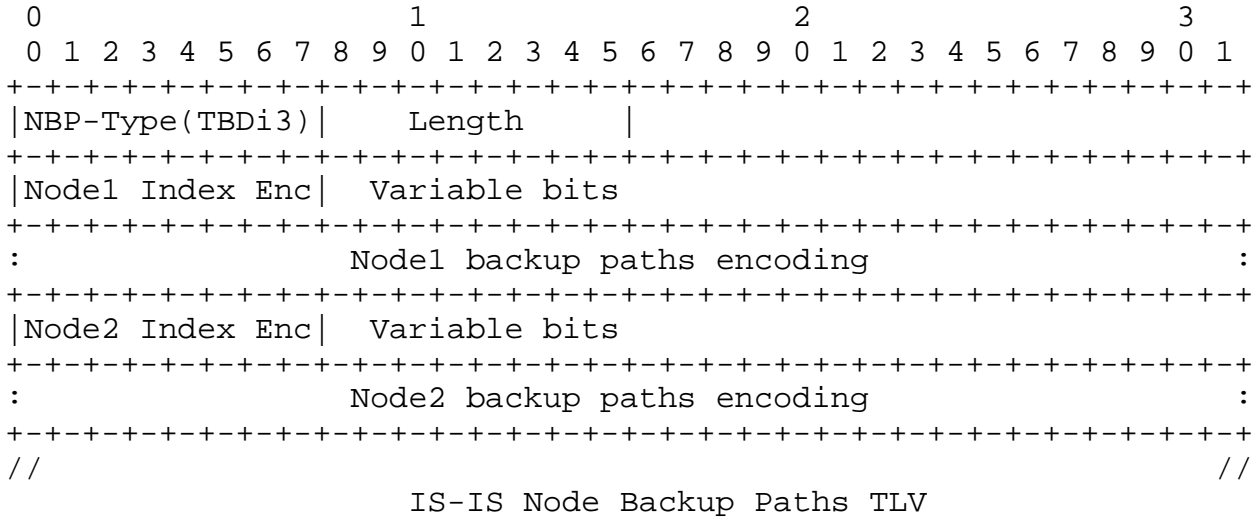 0                   1                   2                   3
 0 1 2 3 4 5 6 7 8 9 0 1 2 3 4 5 6 7 8 9 0 1 2 3 4 5 6 7 8 9 0 1
+-+-+-+-+-+-+-+-+-+-+-+-+-+-+-+-+-+-+-+-+-+-+-+-+-+-+-+-+-+-+-+-+
|NBP-Type(TBDi3)|    Length     |
+-+-+-+-+-+-+-+-+-+-+-+-+-+-+-+-+-+-+-+-+-+-+-+-+-+-+-+-+-+-+-+-+
|Node1 Index Enc|  Variable bits
+-+-+-+-+-+-+-+-+-+-+-+-+-+-+-+-+-+-+-+-+-+-+-+-+-+-+-+-+-+-+-+-+
:                 Node1 backup paths encoding                   :
+-+-+-+-+-+-+-+-+-+-+-+-+-+-+-+-+-+-+-+-+-+-+-+-+-+-+-+-+-+-+-+-+
|Node2 Index Enc|  Variable bits
+-+-+-+-+-+-+-+-+-+-+-+-+-+-+-+-+-+-+-+-+-+-+-+-+-+-+-+-+-+-+-+-+
:                 Node2 backup paths encoding                   :
+-+-+-+-+-+-+-+-+-+-+-+-+-+-+-+-+-+-+-+-+-+-+-+-+-+-+-+-+-+-+-+-+
//                                                             //
                     IS-IS Node Backup Paths TLV